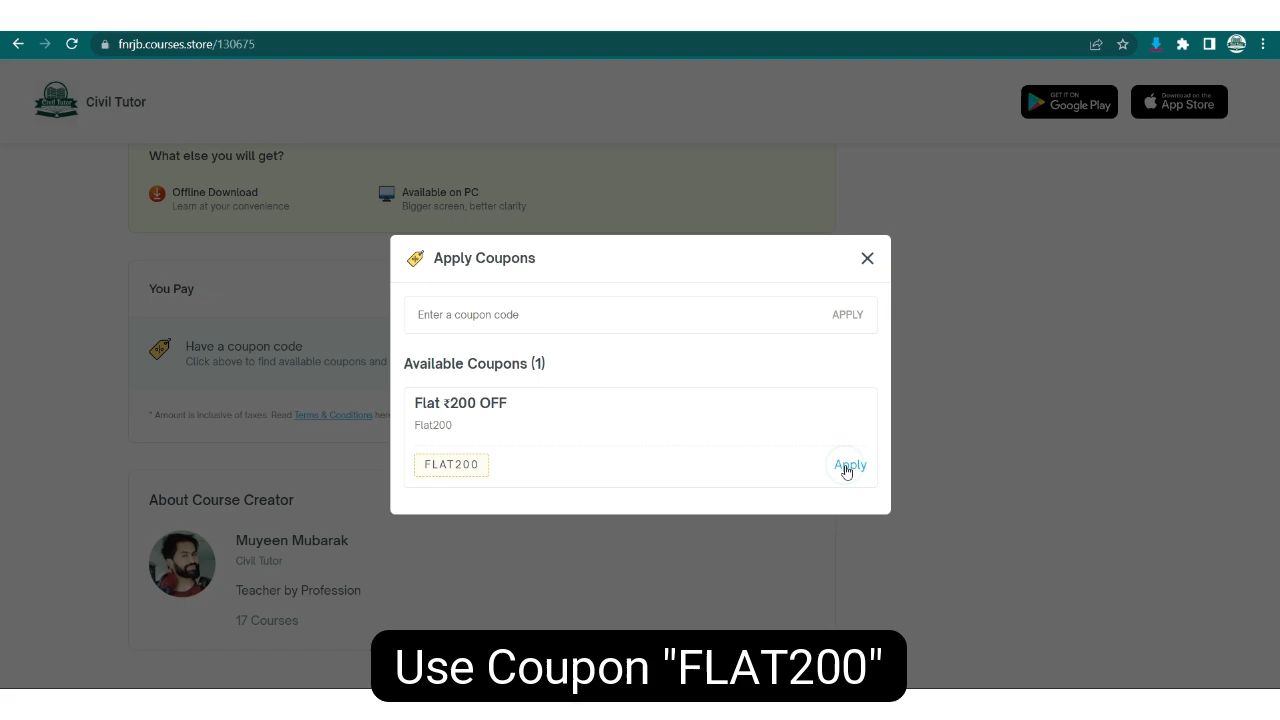 fnrjb.courses.store/130675
Civil Tutor
GET IT ON
Google Play
Download on the
App Store
What else you will get?
Offline Download
Learn at your convenience
Available on PC
Bigger screen, better clarity
Apply Coupons
Enter a coupon code
APPLY
Available Coupons (1)
Flat ₹200 OFF
Flat200
FLAT200
Apply
You Pay
Have a coupon code
Click above to find available coupons and
* Amount is inclusive of taxes. Read Terms & Conditions here
About Course Creator
Muyeen Mubarak
Civil Tutor
Teacher by Profession
17 Courses
Use Coupon "FLAT200"